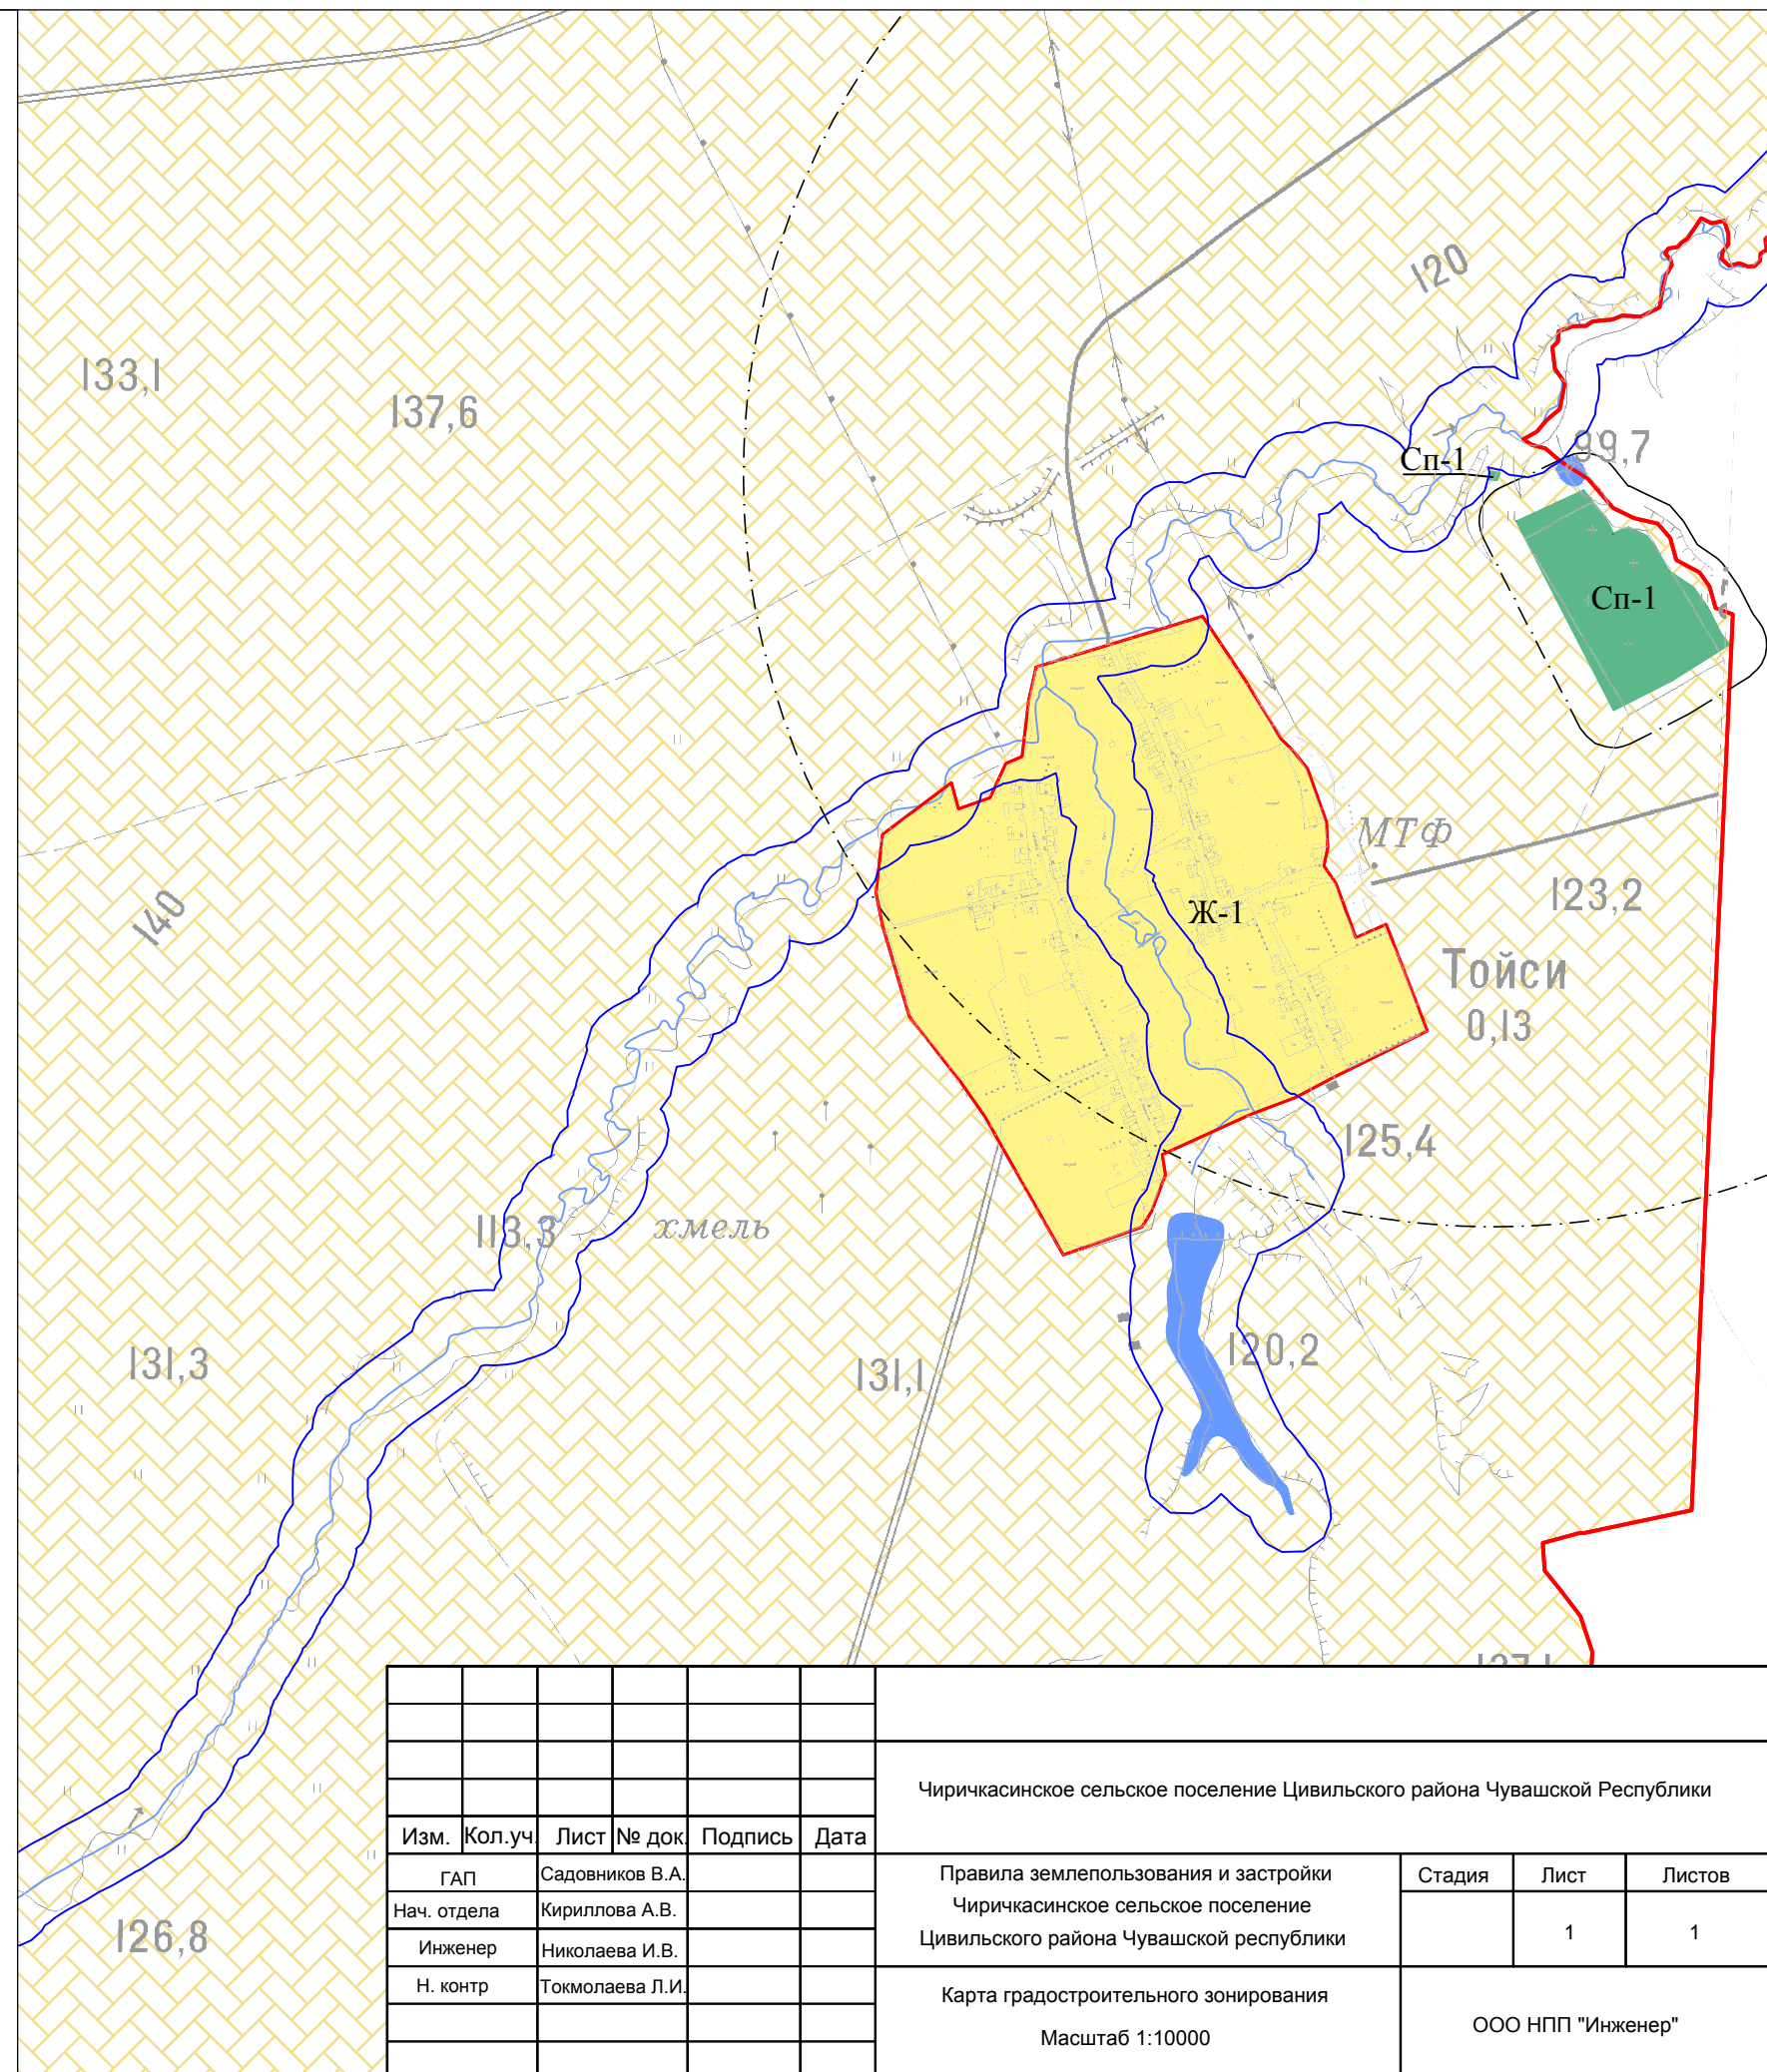 120
133,1
137,6
99,7
Сп-1
Сп-1
МТФ
123,2
140
Ж-1
Тойси
0,13
125,4
113,3
хмель
131,3
131,1
120,2
Чиричкасинское сельское поселение Цивильского района Чувашской Республики
Изм. Кол.уч. Лист № док. Подпись Дата
ГАП Садовников В.А.
Правила землепользования и застройки
Стадия Лист Листов
Нач. отдела Кириллова А.В.
Чиричкасинское сельское поселение
1 1
126,8
Инженер Николаева И.В.
Цивильского района Чувашской республики
Н. контр Токмолаева Л.И.
Карта градостроительного зонирования
Масштаб 1:10000
ООО НПП "Инженер"